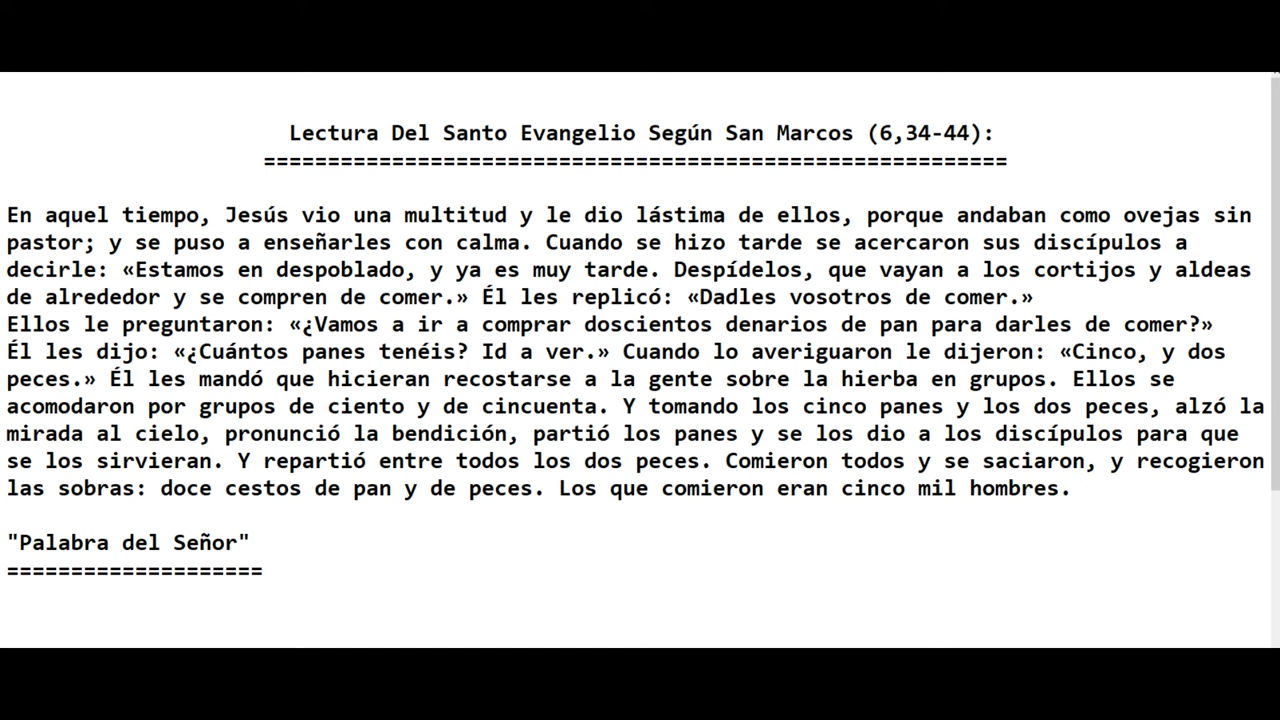 Lectura Del Santo Evangelio Según San Marcos (6,34-44):
==========================================================
En aquel tiempo, Jesús vio una multitud y le dio lástima de ellos, porque andaban como ovejas sin
pastor; y se puso a enseñarles con calma. Cuando se hizo tarde se acercaron sus discípulos a
decirle: «Estamos en despoblado, y ya es muy tarde. Despídelos, que vayan a los cortijos y aldeas
de alrededor y se compren de comer.» Él les replicó: «Dadles vosotros de comer.»
Ellos le preguntaron: «¿Vamos a ir a comprar doscientos denarios de pan para darles de comer?»
Él les dijo: «¿Cuántos panes tenéis? Id a ver.» Cuando lo averiguaron le dijeron: «Cinco, y dos
peces.» Él les mandó que hicieran recostarse a la gente sobre la hierba en grupos. Ellos se
acomodaron por grupos de ciento y de cincuenta. Y tomando los cinco panes y los dos peces, alzó la
mirada al cielo, pronunció la bendición, partió los panes y se los dio a los discípulos para que
se los sirvieran. Y repartió entre todos los dos peces. Comieron todos y se saciaron, y recogieron
las sobras: doce cestos de pan y de peces. Los que comieron eran cinco mil hombres.
"Palabra del Señor"
====================